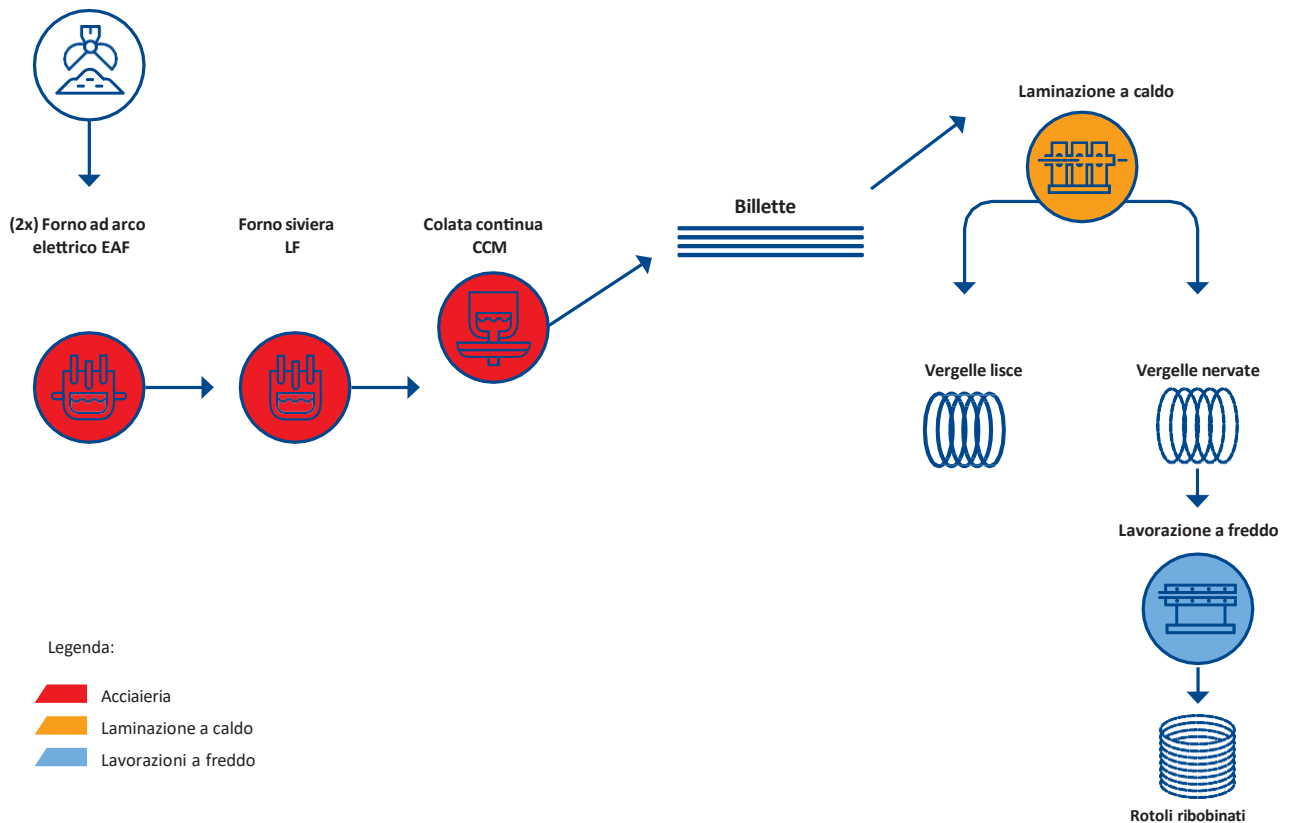 Laminazione a caldo
(2x) Forno ad arco
elettrico EAF
Forno siviera
LF
Colata continua
CCM
Billette
Vergelle lisce
Vergelle nervate
Lavorazione a freddo
Legenda:
Acciaieria
Laminazione a caldo
Lavorazioni a freddo
Rotoli ribobinati